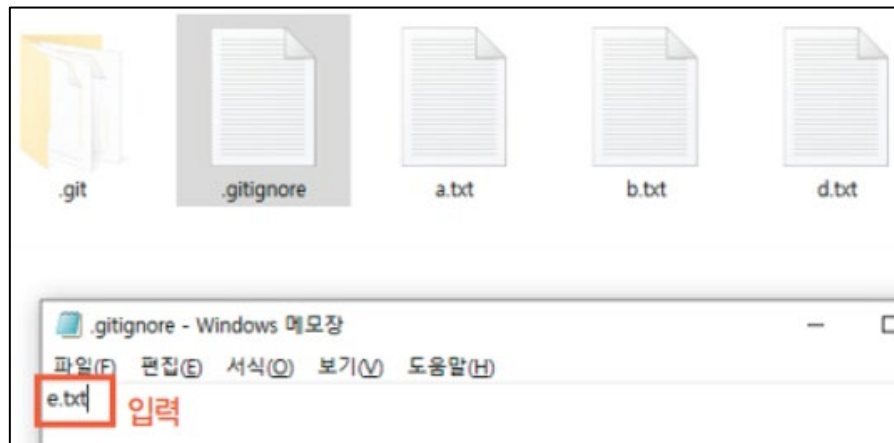 .git .gitignore a.txt b.txt d.txt
.gitignore - Windows 메모장
파일(F) 편집(E) 서식(O) 보기(V) 도움말(H)
e.txt 입력